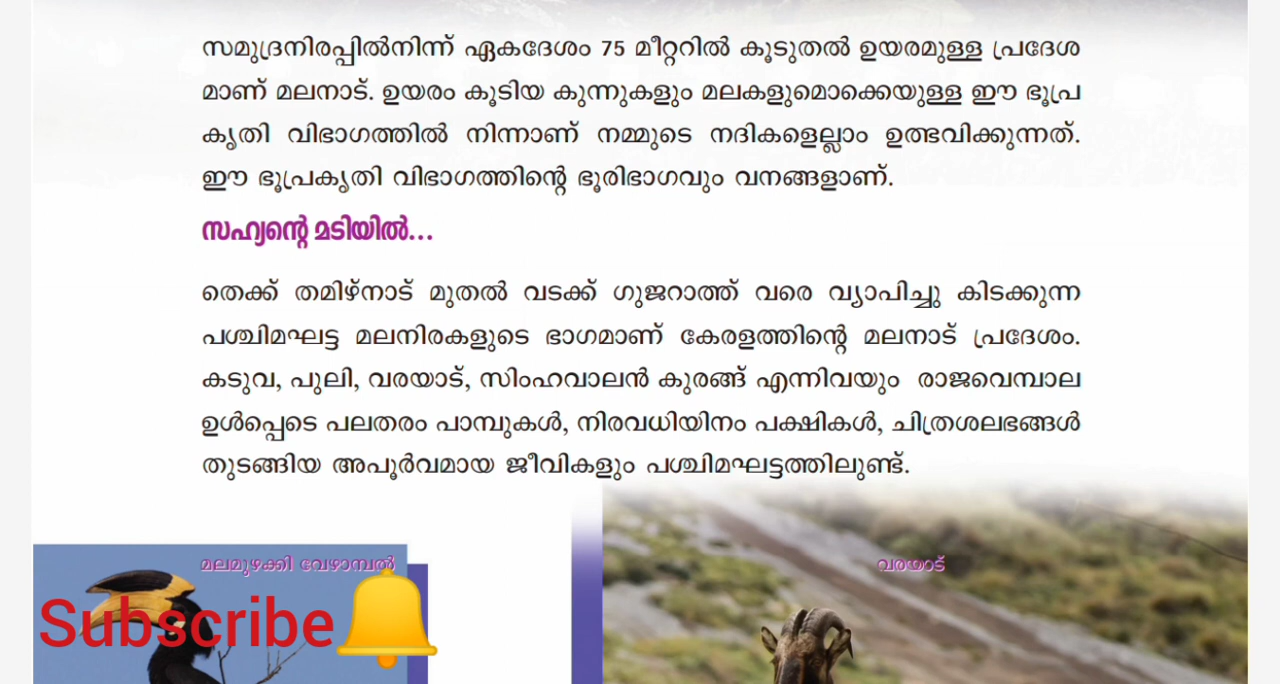 സമുദ്രനിരപ്പിൽനിന്ന് ഏകദേശം 75 മീറ്ററിൽ കൂടുതൽ ഉയരമുള്ള പ്രദേശ
മാണ് മലനാട്. ഉയരം കൂടിയ കുന്നുകളും മലകളുമൊക്കെയുള്ള ഈ ഭൂപ്ര
കൃതി വിഭാഗത്തിൽ നിന്നാണ് നമ്മുടെ നദികളെല്ലാം ഉത്ഭവിക്കുന്നത്.
ഈ ഭൂപ്രകൃതി വിഭാഗത്തിന്റെ ഭൂരിഭാഗവും വനങ്ങളാണ്.
സഹ്യന്റെ മടിയിൽ...
തെക്ക് തമിഴ്നാട് മുതൽ വടക്ക് ഗുജറാത്ത് വരെ വ്യാപിച്ചു കിടക്കുന്ന
പശ്ചിമഘട്ട മലനിരകളുടെ ഭാഗമാണ് കേരളത്തിന്റെ മലനാട് പ്രദേശം.
കടുവ, പുലി, വരയാട്, സിംഹവാലൻ കുരങ്ങ് എന്നിവയും രാജവെമ്പാല
ഉൾപ്പെടെ പലതരം പാമ്പുകൾ, നിരവധിയിനം പക്ഷികൾ, ചിത്രശലഭങ്ങൾ
തുടങ്ങിയ അപൂർവമായ ജീവികളും പശ്ചിമഘട്ടത്തിലുണ്ട്.
മലമുഴക്കി വേഴാമ്പൽ
വരയാട്
Subscribe